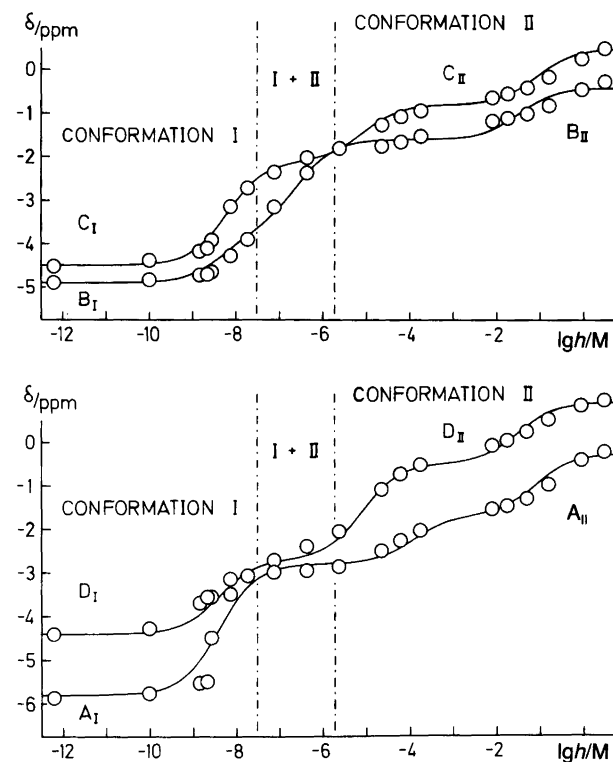 δ/ppm
CONFORMATION II
0
C_II
-1
I + II
-2
CONFORMATION I
B_II
-3
C_I
-4
-5
B_I
-12 -10 -8 -6 -4 -2 lgh/M
δ/ppm
CONFORMATION II
0
D_II
I + II
-1
-2
CONFORMATION I
A_II
-3
D_I
-4
-5
-6
A_I
-12 -10 -8 -6 -4 -2 lgh/M